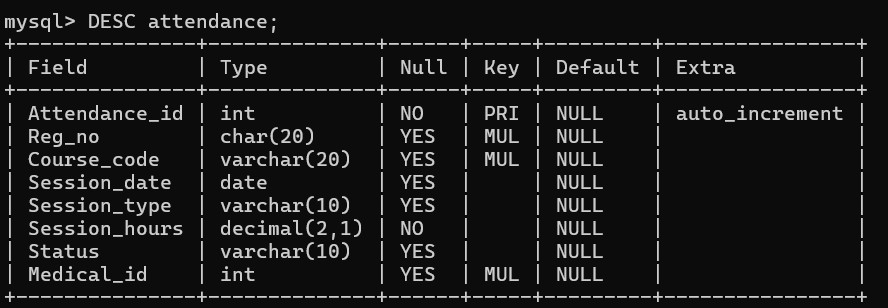 mysql> DESC attendance;
+---------------+--------------+------+-----+---------+----------------+
| Field         | Type         | Null | Key | Default | Extra          |
+---------------+--------------+------+-----+---------+----------------+
| Attendance_id | int          | NO   | PRI | NULL    | auto_increment |
| Reg_no        | char(20)     | YES  | MUL | NULL    |                |
| Course_code   | varchar(20)  | YES  | MUL | NULL    |                |
| Session_date  | date         | YES  |     | NULL    |                |
| Session_type  | varchar(10)  | YES  |     | NULL    |                |
| Session_hours | decimal(2,1) | NO   |     | NULL    |                |
| Status        | varchar(10)  | YES  |     | NULL    |                |
| Medical_id    | int          | YES  | MUL | NULL    |                |
+---------------+--------------+------+-----+---------+----------------+